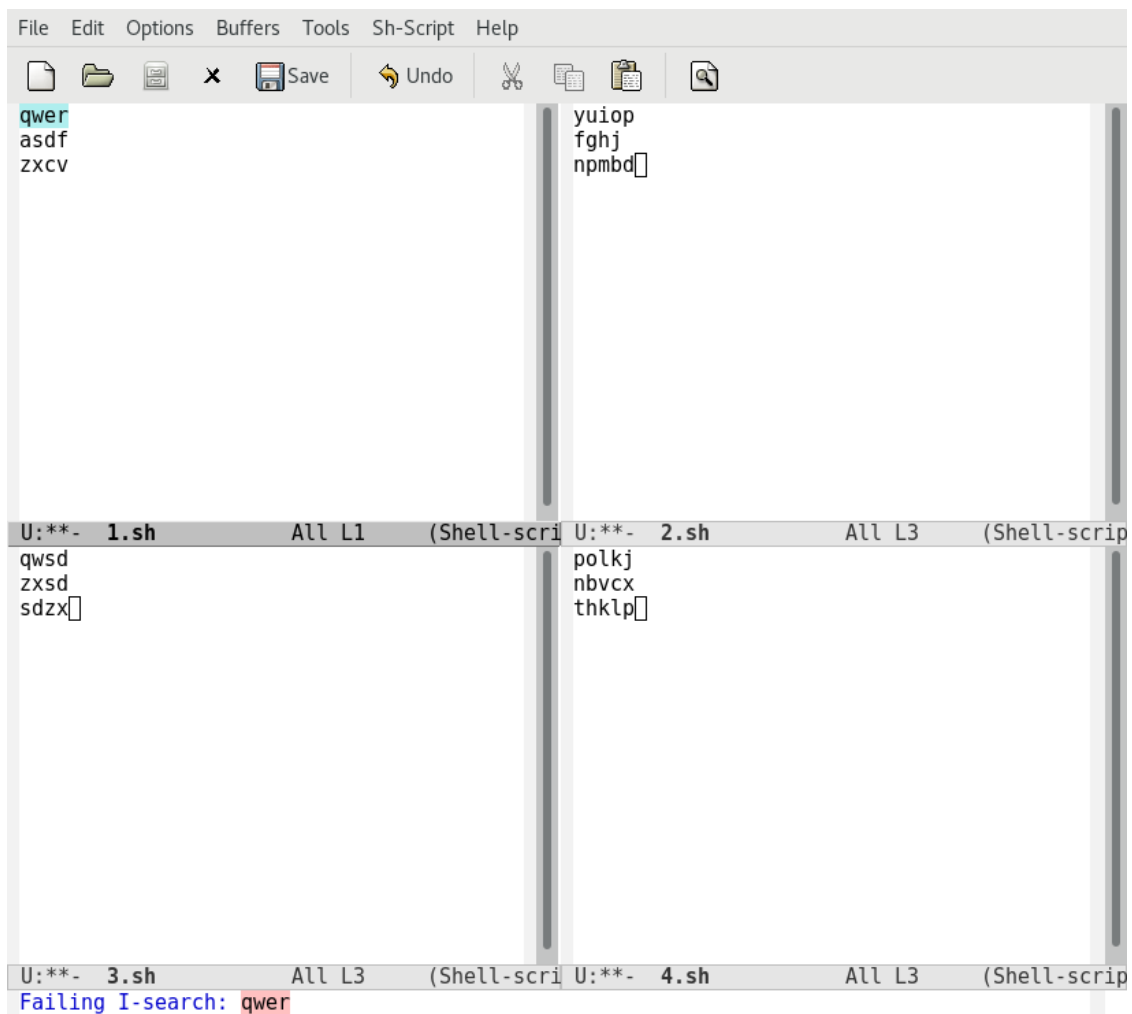 File Edit Options Buffers Tools Sh-Script Help
Save Undo
qwer
asdf
zxcv
U:**- 1.sh All L1 (Shell-scri
yuiop
fghj
npmbd
U:**- 2.sh All L3 (Shell-scrip
qwsd
zxsd
sdzx
U:**- 3.sh All L3 (Shell-scri
polkj
nbvcx
thklp
U:**- 4.sh All L3 (Shell-scrip
Failing I-search: qwer